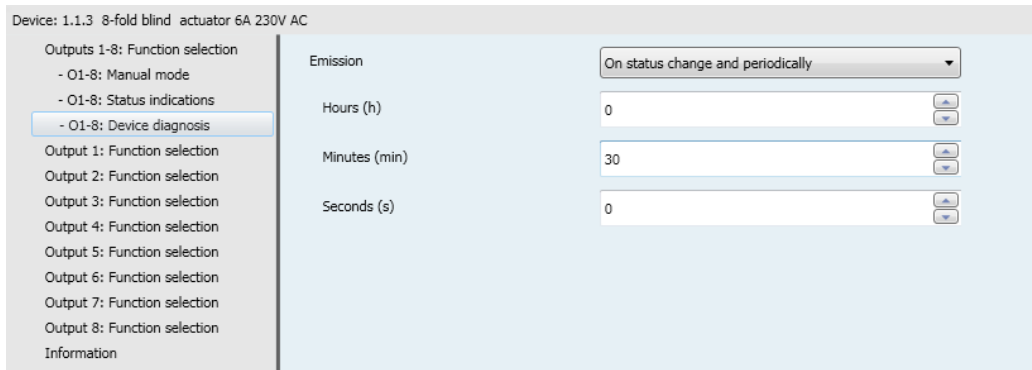 Device: 1.1.3 8-fold blind actuator 6A 230V AC
Outputs 1-8: Function selection
- O1-8: Manual mode
- O1-8: Status indications
- O1-8: Device diagnosis
Output 1: Function selection
Output 2: Function selection
Output 3: Function selection
Output 4: Function selection
Output 5: Function selection
Output 6: Function selection
Output 7: Function selection
Output 8: Function selection
Information
Emission On status change and periodically
Hours (h) 0
Minutes (min) 30
Seconds (s) 0